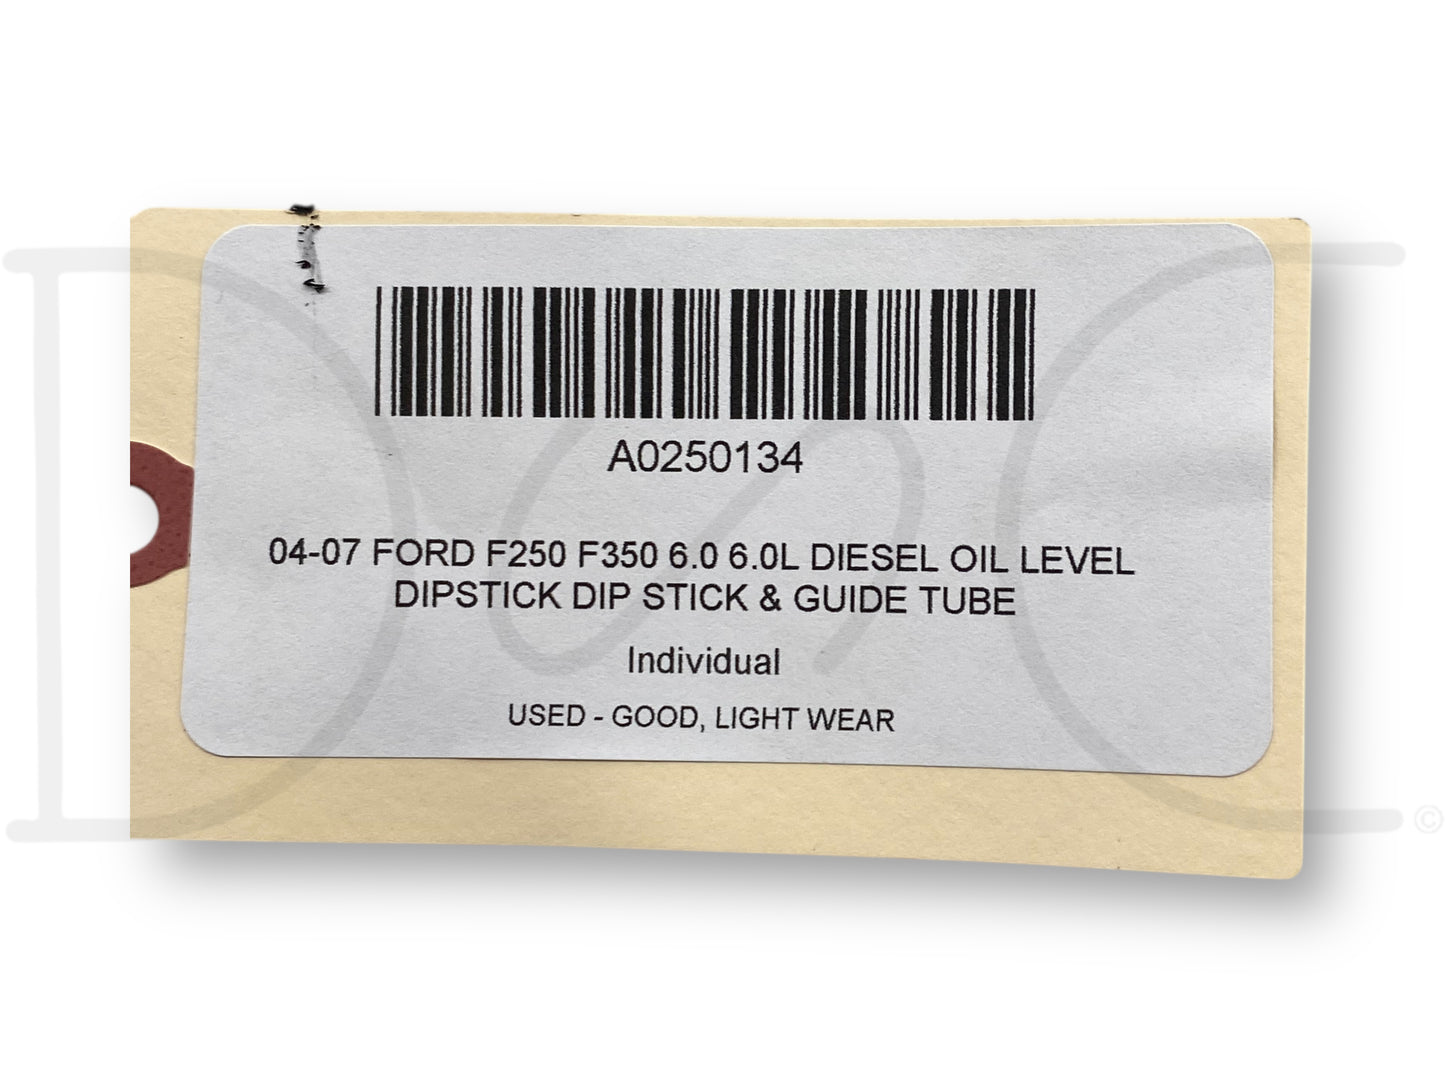 A0250134
04-07 FORD F250 F350 6.0 6.0L DIESEL OIL LEVEL
DIPSTICK DIP STICK & GUIDE TUBE
Individual
USED - GOOD, LIGHT WEAR
©